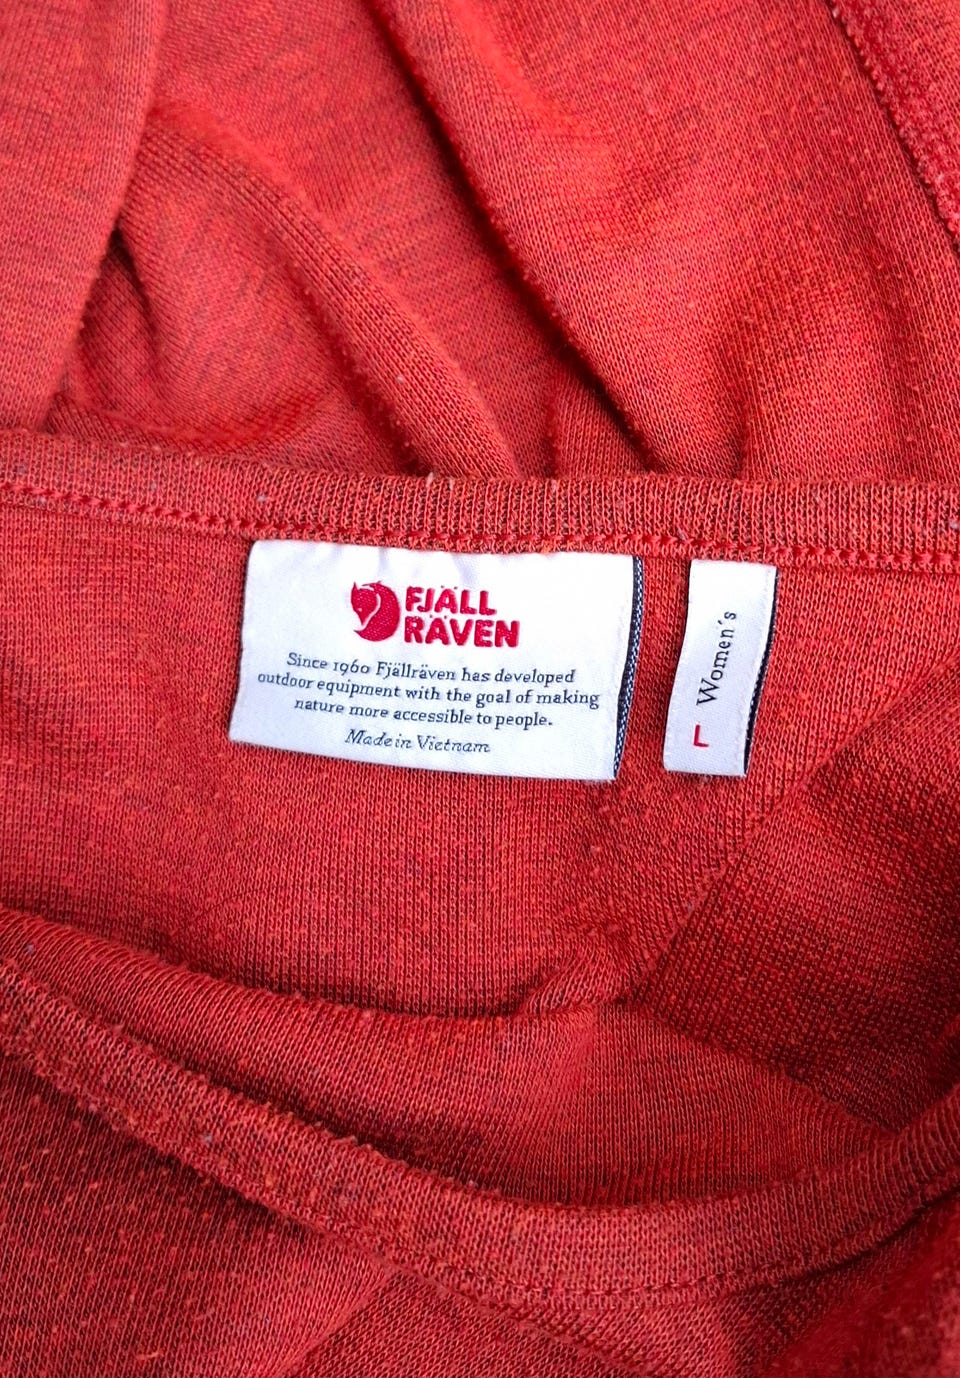 FJÄLL
RÄVEN
Since 1960 Fjällräven has developed
outdoor equipment with the goal of making
nature more accessible to people.
Made in Vietnam
Women's
L